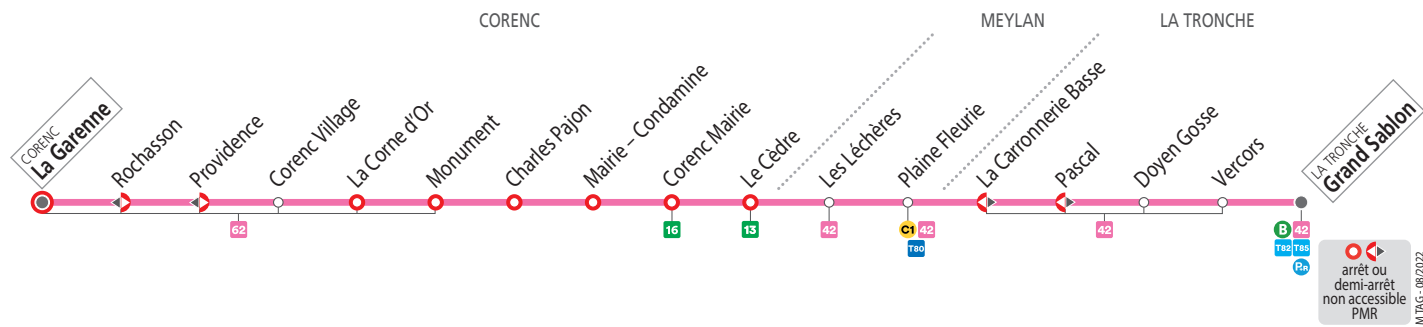 CORENC
MEYLAN
LA TRONCHE
CORENC
La Garenne
Rochasson
Providence
Corenc Village
La Corne d'Or
Monument
Charles Pajon
Mairie – Condamine
Corenc Mairie
Le Cèdre
Les Léchères
Plaine Fleurie
La Carronnerie Basse
Pascal
Doyen Gosse
Vercors
LA TRONCHE
Grand Sablon
62
16
13
42
C1 42
T80
42
B 42
T82 T85
P+R
arrêt ou
demi-arrêt
non accessible
PMR
M TAG - 08/2022